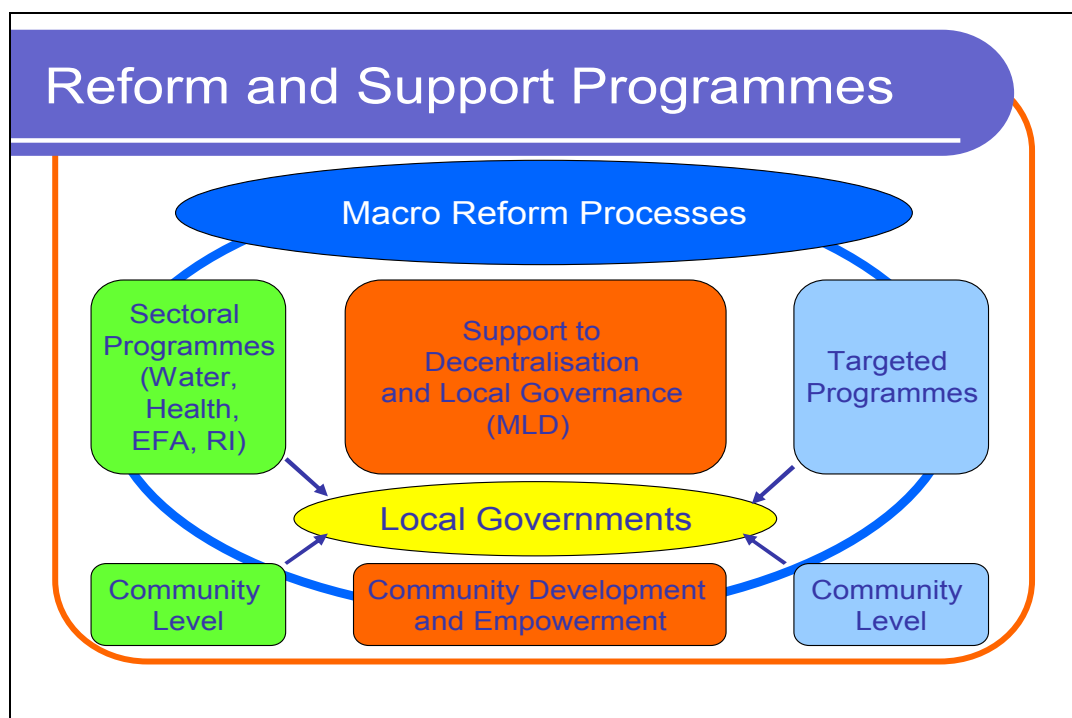 Reform and Support Programmes
Macro Reform Processes
Sectoral
Programmes
(Water,
Health,
EFA, RI)
Support to
Decentralisation
and Local Governance
(MLD)
Targeted
Programmes
Local Governments
Community
Level
Community Development
and Empowerment
Community
Level